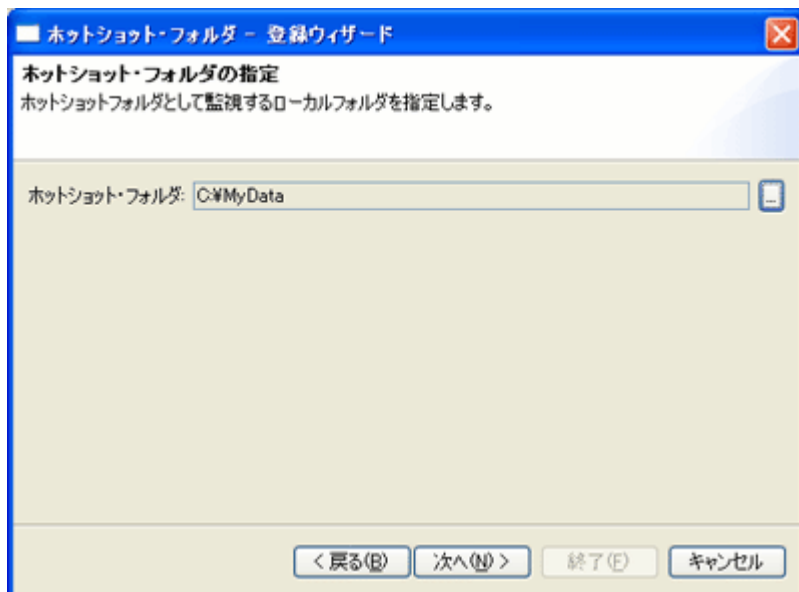 ホットショット・フォルダ - 登録ウィザード
ホットショット・フォルダの指定
ホットショットフォルダとして監視するローカルフォルダを指定します。
ホットショット・フォルダ: C:¥MyData ...
< 戻る(B) 次へ(N) > 終了(F) キャンセル